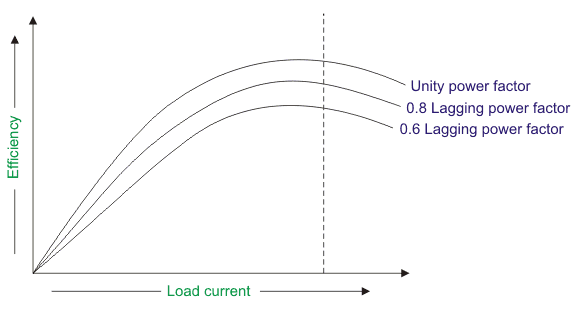 Unity power factor
0.8 Lagging power factor
0.6 Lagging power factor
Efficiency
Load current